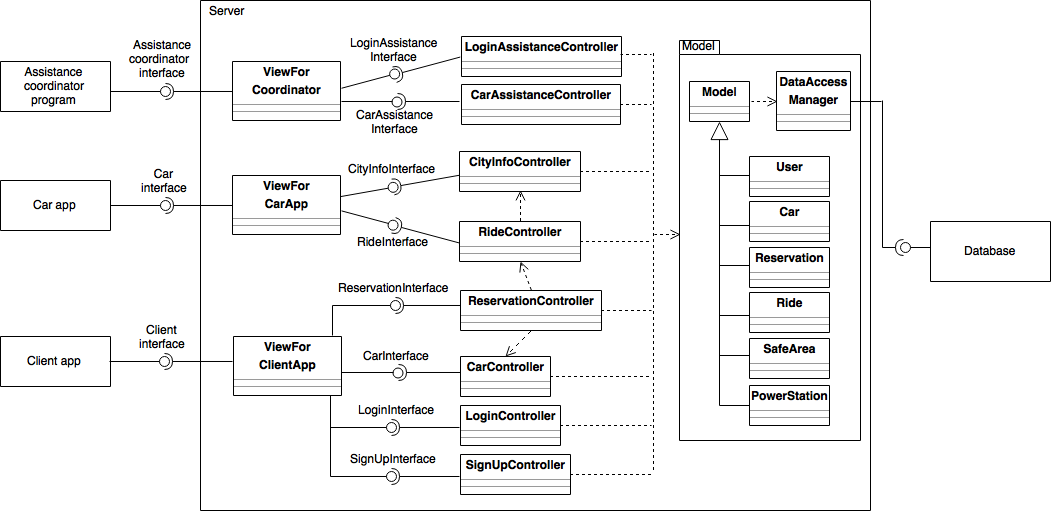 Server
Assistance
coordinator
interface
Assistance
coordinator
program
ViewFor
Coordinator
LoginAssistance
Interface
LoginAssistanceController
CarAssistance
Interface
CarAssistanceController
Car
interface
Car app
ViewFor
CarApp
CityInfoInterface
CityInfoController
RideInterface
RideController
Client
interface
Client app
ViewFor
ClientApp
ReservationInterface
ReservationController
CarInterface
CarController
LoginInterface
LoginController
SignUpInterface
SignUpController
Model
Model
DataAccess
Manager
User
Car
Reservation
Ride
SafeArea
PowerStation
Database